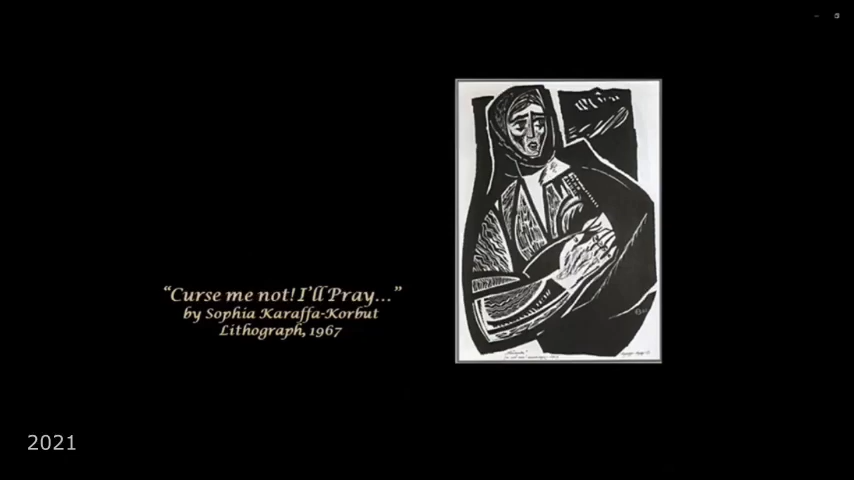 “Curse me not! I’ll Pray...”
by Sophia Karaffa-Korbut
Lithograph, 1967
2021